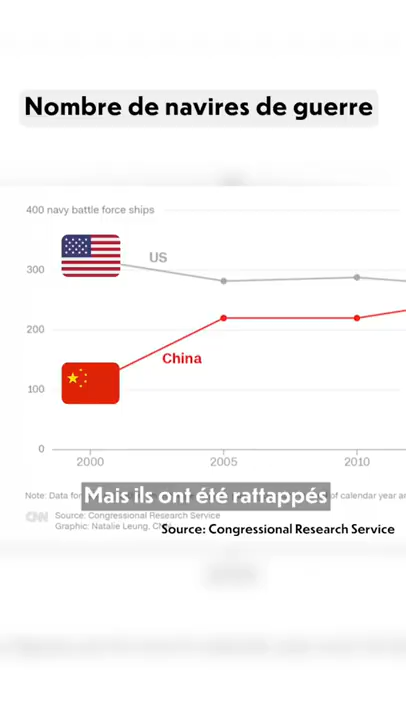 Nombre de navires de guerre
400 navy battle force ships
US
300
200
China
100
0
2000 2005 2010
Note: Data for
of calendar year
Mais ils ont été rattapés
CNN
Source: Congressional Research Service
Graphic: Natalie Leung,
Source: Congressional Research Service